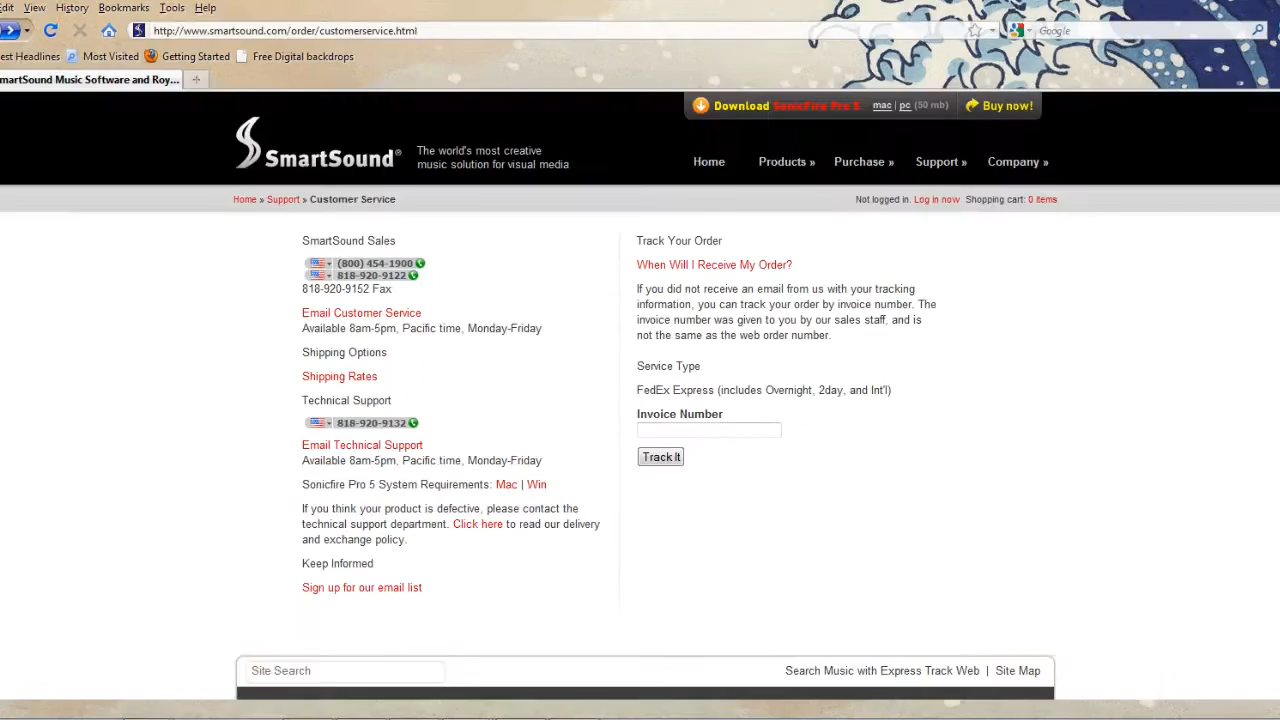 Edit View History Bookmarks Tools Help
http://www.smartsound.com/order/customerservice.html
Google
est Headlines Most Visited Getting Started Free Digital backdrops
martSound Music Software and Roy...
Download SonicFire Pro 5 mac | pc (50 mb) Buy now!
SmartSound®
The world's most creative
music solution for visual media
Home Products » Purchase » Support » Company »
Home » Support » Customer Service
Not logged in. Log in now Shopping cart: 0 items
SmartSound Sales
(800) 454-1900
818-920-9122
818-920-9152 Fax
Email Customer Service
Available 8am-5pm, Pacific time, Monday-Friday
Shipping Options
Shipping Rates
Technical Support
818-920-9132
Email Technical Support
Available 8am-5pm, Pacific time, Monday-Friday
Sonicfire Pro 5 System Requirements: Mac | Win
If you think your product is defective, please contact the
technical support department. Click here to read our delivery
and exchange policy.
Keep Informed
Sign up for our email list
Track Your Order
When Will I Receive My Order?
If you did not receive an email from us with your tracking
information, you can track your order by invoice number. The
invoice number was given to you by our sales staff, and is
not the same as the web order number.
Service Type
FedEx Express (includes Overnight, 2day, and Int'l)
Invoice Number
Track It
Site Search
Search Music with Express Track Web | Site Map